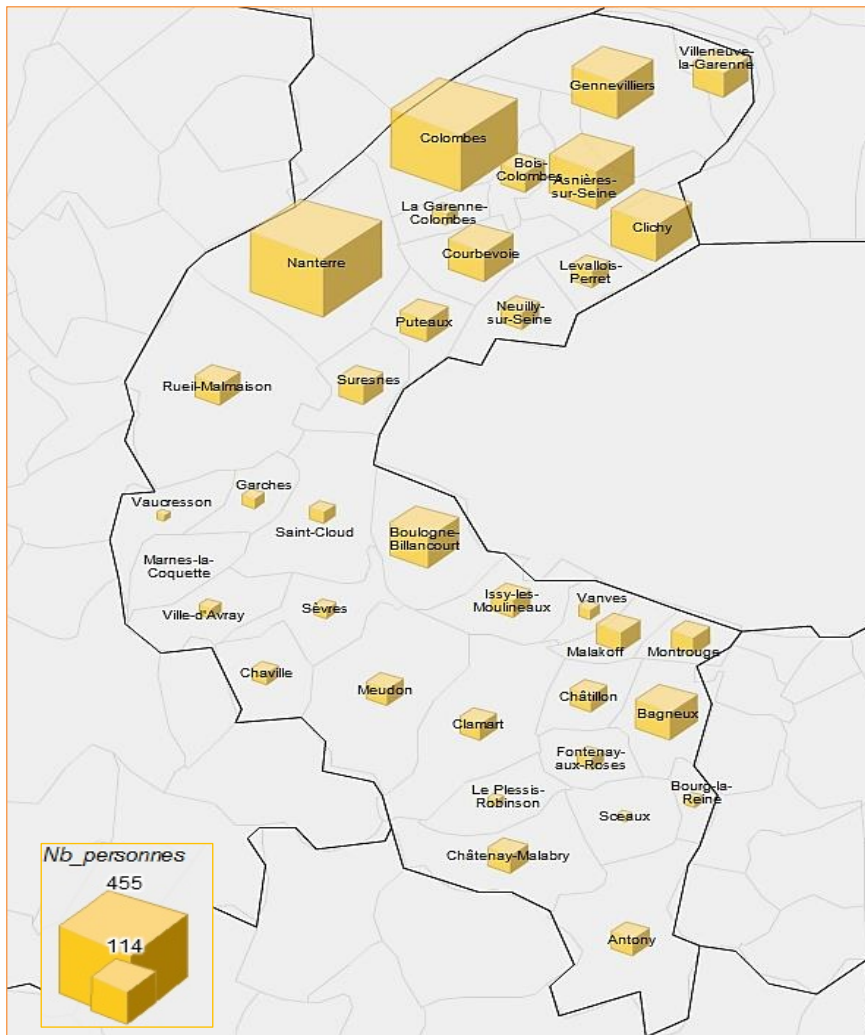 Villeneuve-
la-Garenne
Gennevilliers
Colombes
Bois-
Colombes
Asnières-
sur-Seine
La Garenne-
Colombes
Clichy
Courbevoie
Nanterre
Levallois-
Perret
Neuilly-
sur-Seine
Puteaux
Rueil-Malmaison
Suresnes
Garches
Vaucresson
Saint-Cloud
Boulogne-
Billancourt
Marnes-la-
Coquette
Issy-les-
Moulineaux
Vanves
Ville-d'Avray
Sèvres
Malakoff
Montrouge
Chaville
Meudon
Châtillon
Bagneux
Clamart
Fontenay-
aux-Roses
Le Plessis-
Robinson
Bourg-la-
Reine
Sceaux
Châtenay-Malabry
Antony
Nb_personnes
455
114